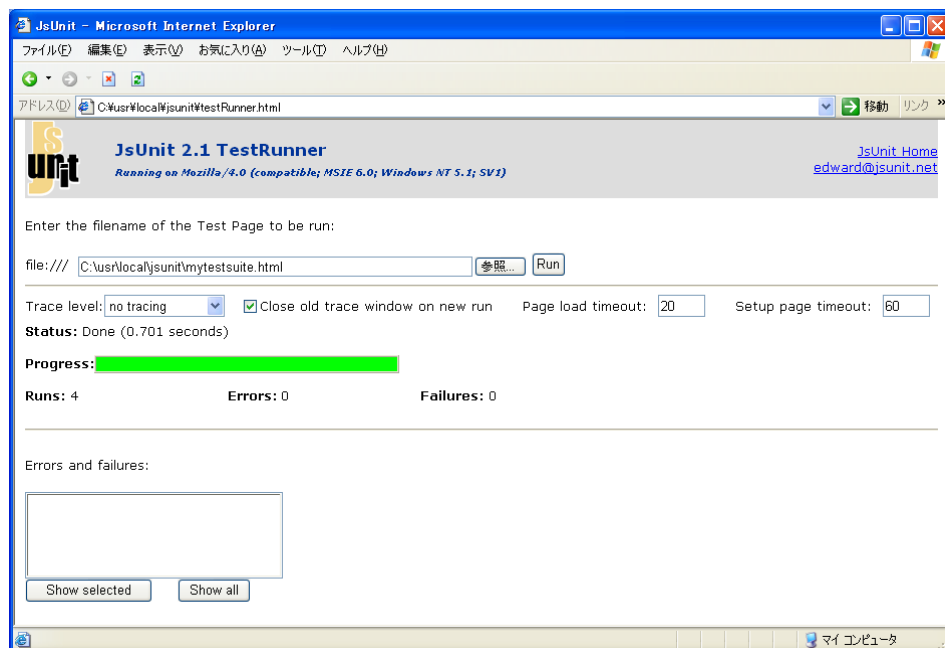 JsUnit - Microsoft Internet Explorer
ファイル(F) 編集(E) 表示(V) お気に入り(A) ツール(T) ヘルプ(H)
アドレス(D) C:¥usr¥local¥jsunit¥testRunner.html 移動 リンク »
JsUnit
JsUnit 2.1 TestRunner
Running on Mozilla/4.0 (compatible; MSIE 6.0; Windows NT 5.1; SV1)
JsUnit Home
edward@jsunit.net
Enter the filename of the Test Page to be run:
file:/// C:\usr\local\jsunit\mytestsuite.html 参照... Run
Trace level: no tracing Close old trace window on new run Page load timeout: 20 Setup page timeout: 60
Status: Done (0.701 seconds)
Progress:
Runs: 4 Errors: 0 Failures: 0
Errors and failures:
Show selected Show all
マイ コンピュータ